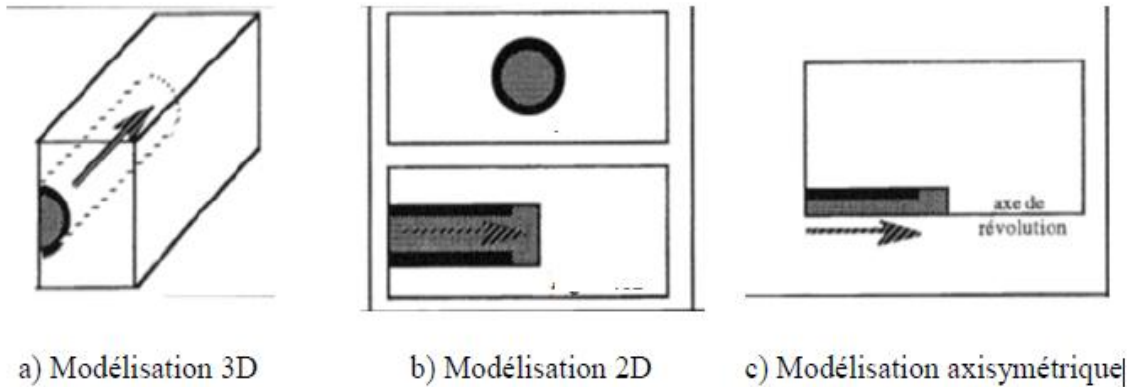 axe de
révolution
a) Modélisation 3D
b) Modélisation 2D
c) Modélisation axisymétrique